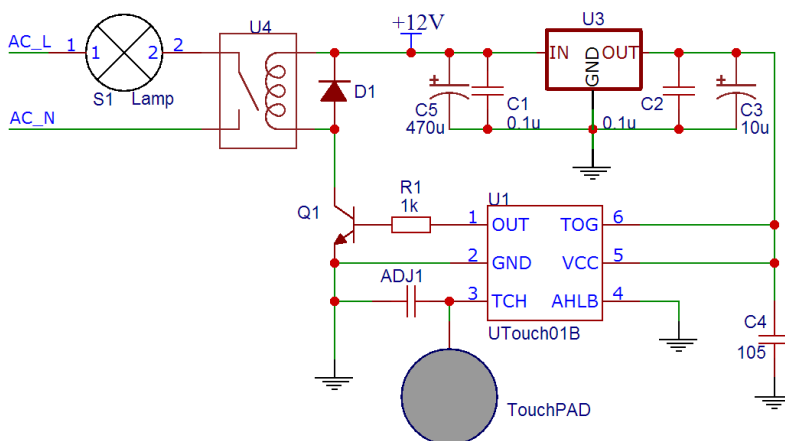 U4
+12V
U3
AC_L
1
1
2
2
S1
Lamp
IN
GND
OUT
D1
C5
470u
C1
0.1u
C2
0.1u
C3
10u
AC_N
R1
1k
U1
Q1
1
OUT
TOG
6
2
GND
VCC
5
ADJ1
3
TCH
AHLB
4
UTouch01B
C4
105
TouchPAD